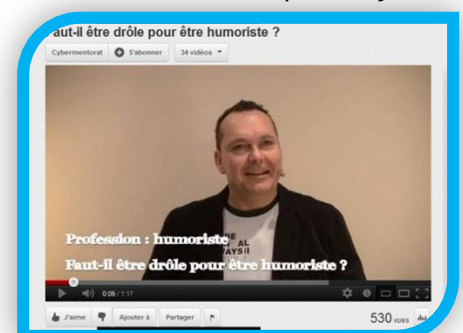 aut-il être drôle pour être humoriste ?
Cybermentorat S'abonner 34 vidéos
Profession : humoriste
Faut-il être drôle pour être humoriste ?
0:05 / 1:17
J'aime Ajouter à Partager 530 vues